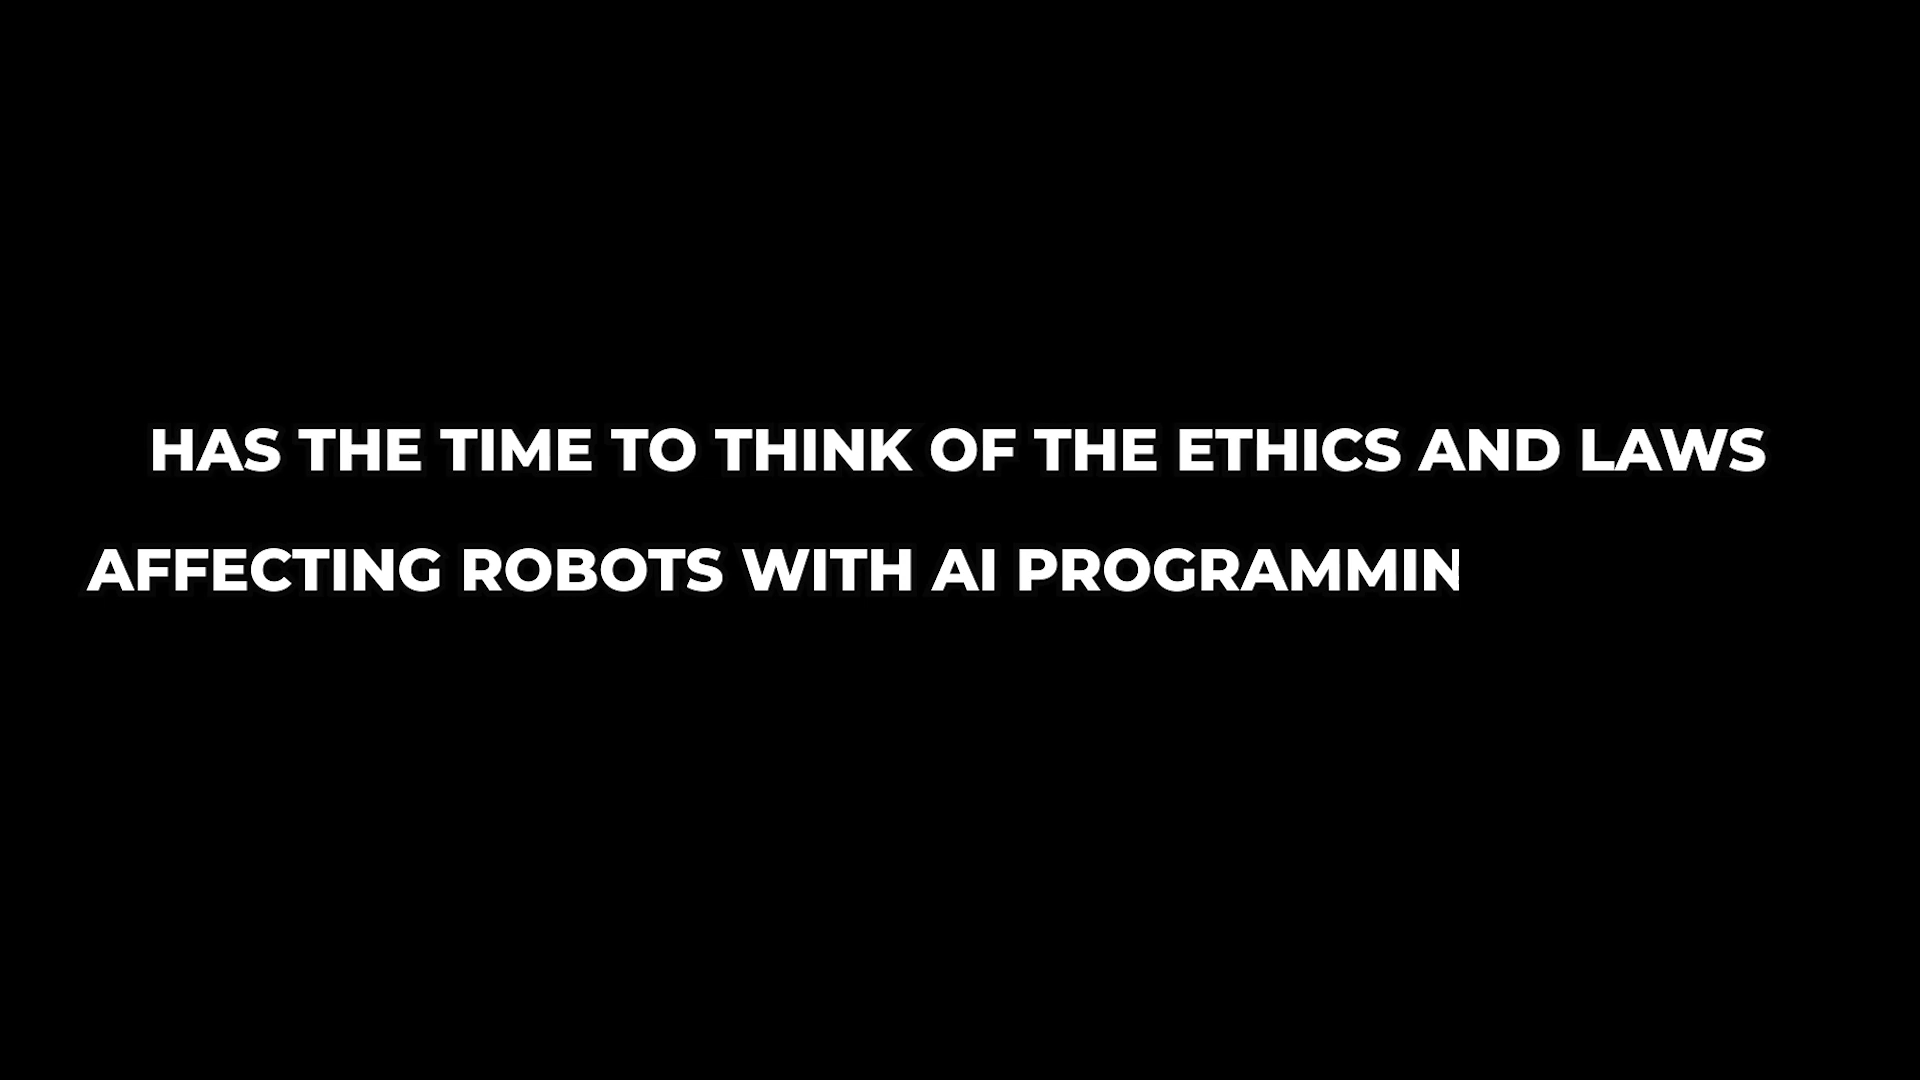 HAS THE TIME TO THINK OF THE ETHICS AND LAWS
AFFECTING ROBOTS WITH AI PROGRAMMIN